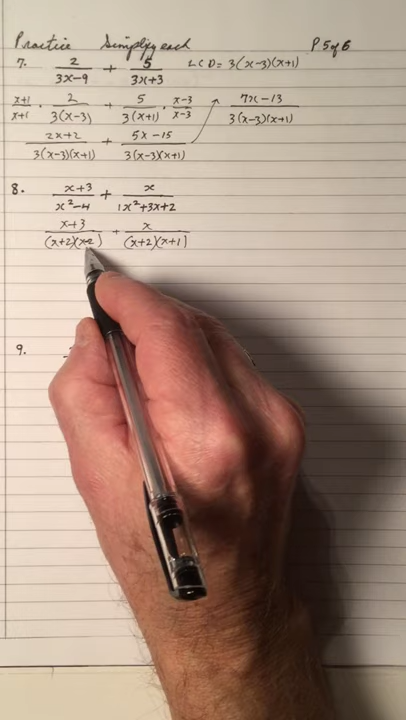 Practice Simplify each P 5 of 6
7. 2/(3x-9) + 5/(3x+3) LCD = 3(x-3)(x+1)
(x+1)/(x+1) · 2/(3(x-3)) + 5/(3(x+1)) · (x-3)/(x-3) (7x-13)/(3(x-3)(x+1))
(2x+2)/(3(x-3)(x+1)) + (5x-15)/(3(x-3)(x+1))
8. (x+3)/(x²-4) + x/(1x²+3x+2)
(x+3)/((x+2)(x-2)) + x/((x+2)(x+1))
9.